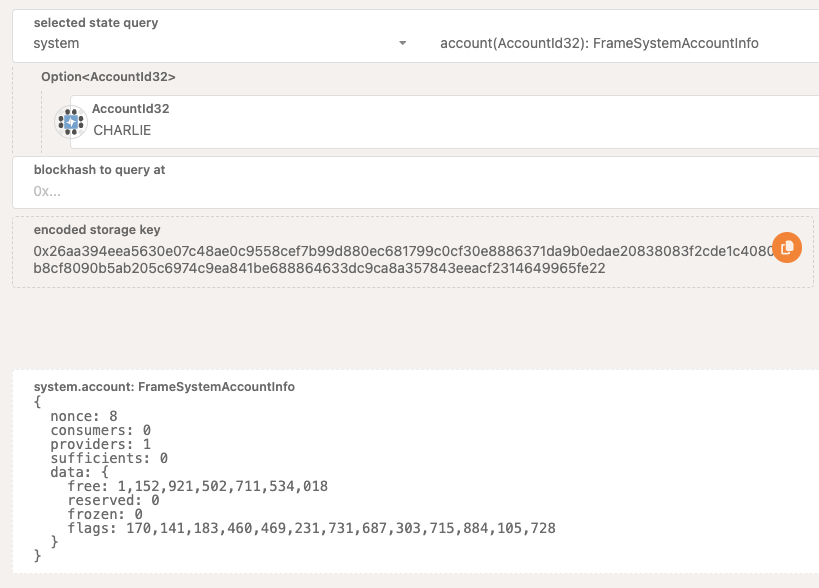 selected state query
system
account(AccountId32): FrameSystemAccountInfo
Option<AccountId32>
AccountId32
CHARLIE
blockhash to query at
0x...
encoded storage key
0x26aa394eea5630e07c48ae0c9558cef7b99d880ec681799c0cf30e8886371da9b0edae20838083f2cde1c4080
b8cf8090b5ab205c6974c9ea841be688864633dc9ca8a357843eeacf2314649965fe22
system.account: FrameSystemAccountInfo
{
  nonce: 8
  consumers: 0
  providers: 1
  sufficients: 0
  data: {
    free: 1,152,921,502,711,534,018
    reserved: 0
    frozen: 0
    flags: 170,141,183,460,469,231,731,687,303,715,884,105,728
  }
}